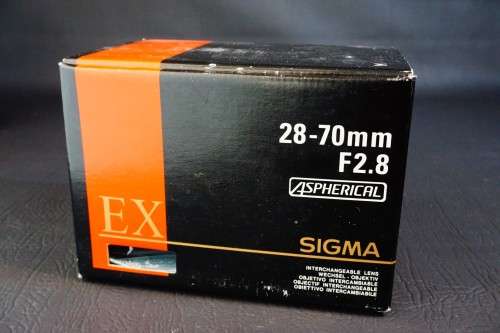 28-70mm
F2.8
ASPHERICAL
EX
SIGMA
INTERCHANGEABLE LENS
WECHSEL-OBJEKTIV
OBJETIVO INTERCAMBIABLE
OBJECTIF INTERCHANGEABLE
OBIETTIVO INTERCAMBIABILE